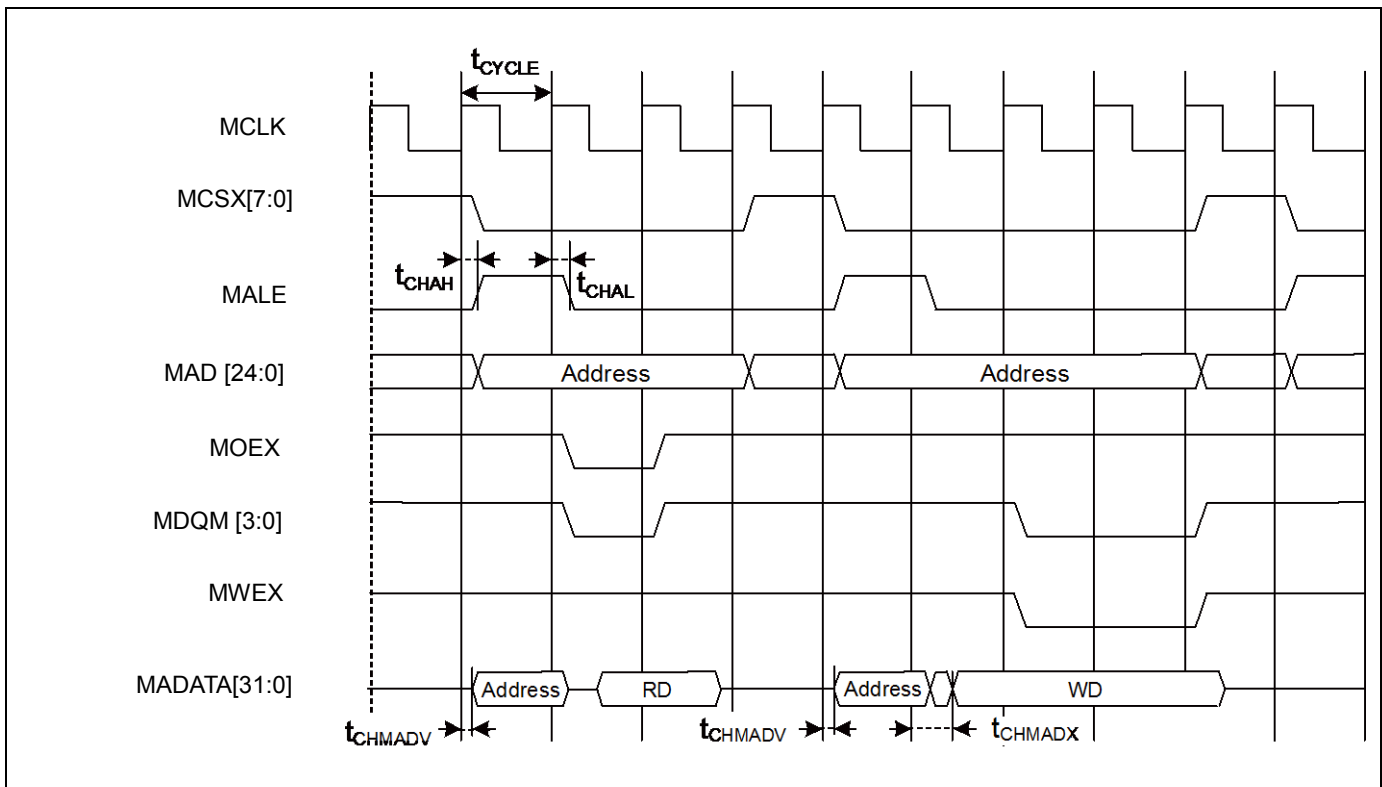 tCYCLE
MCLK
MCSX[7:0]
tCHAH
tCHAL
MALE
MAD [24:0]
Address
Address
MOEX
MDQM [3:0]
MWEX
MADATA[31:0]
Address
RD
Address
WD
tCHMADV
tCHMADV
tCHMADX